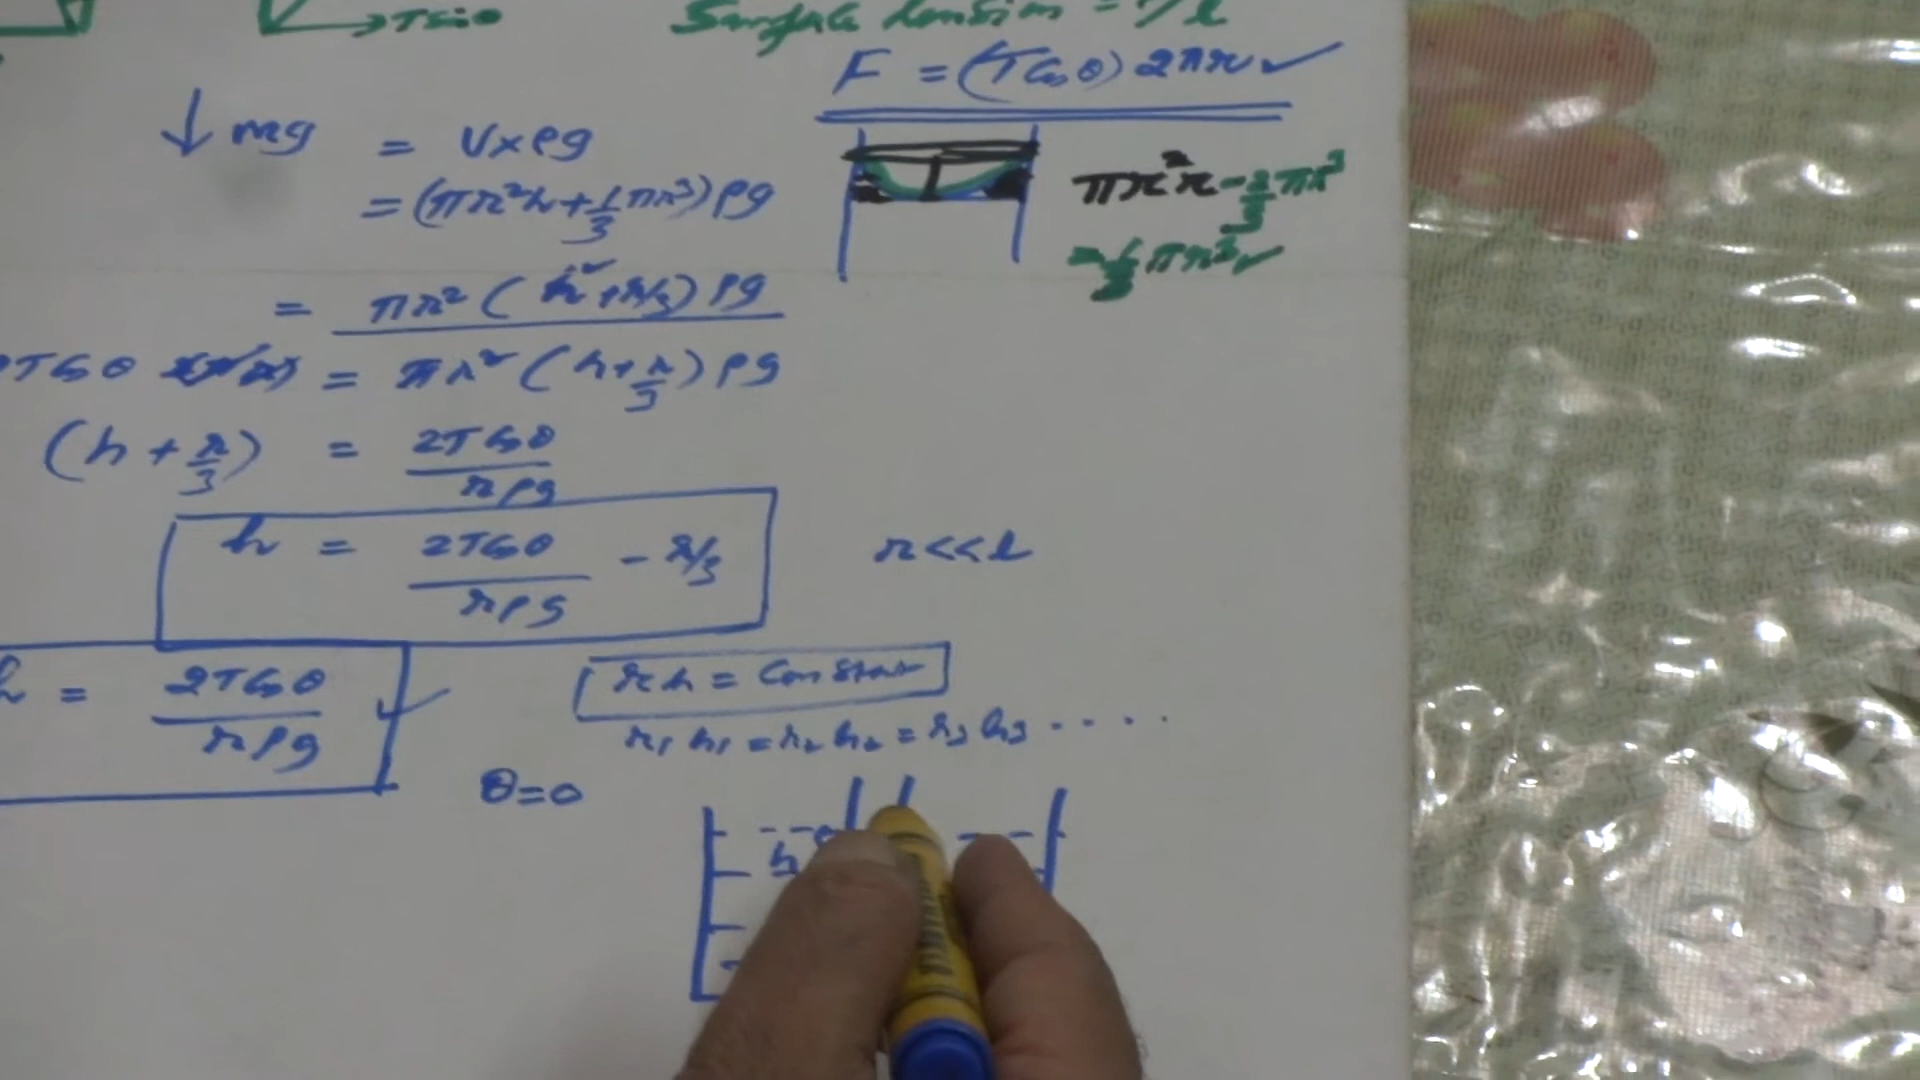 Tsinθ
Surface tension = F/l
F = (T Cos θ) 2πr ✓
↓ mg = V×ρg
= (πr²h + 1/3 πr³) ρg
πr²r - 2/3 πr³
= 1/3 πr³ ✓
= πr² (h + r/3) ρg
2T Cos θ = πr² (h + r/3) ρg
(h + r/3) = 2T Cos θ / rρg
h = 2T Cos θ / rρg - r/3
r << l
h = 2T Cos θ / rρg ✓
rh = Constant
r₁h₁ = r₂h₂ = r₃h₃ ....
θ = 0
h